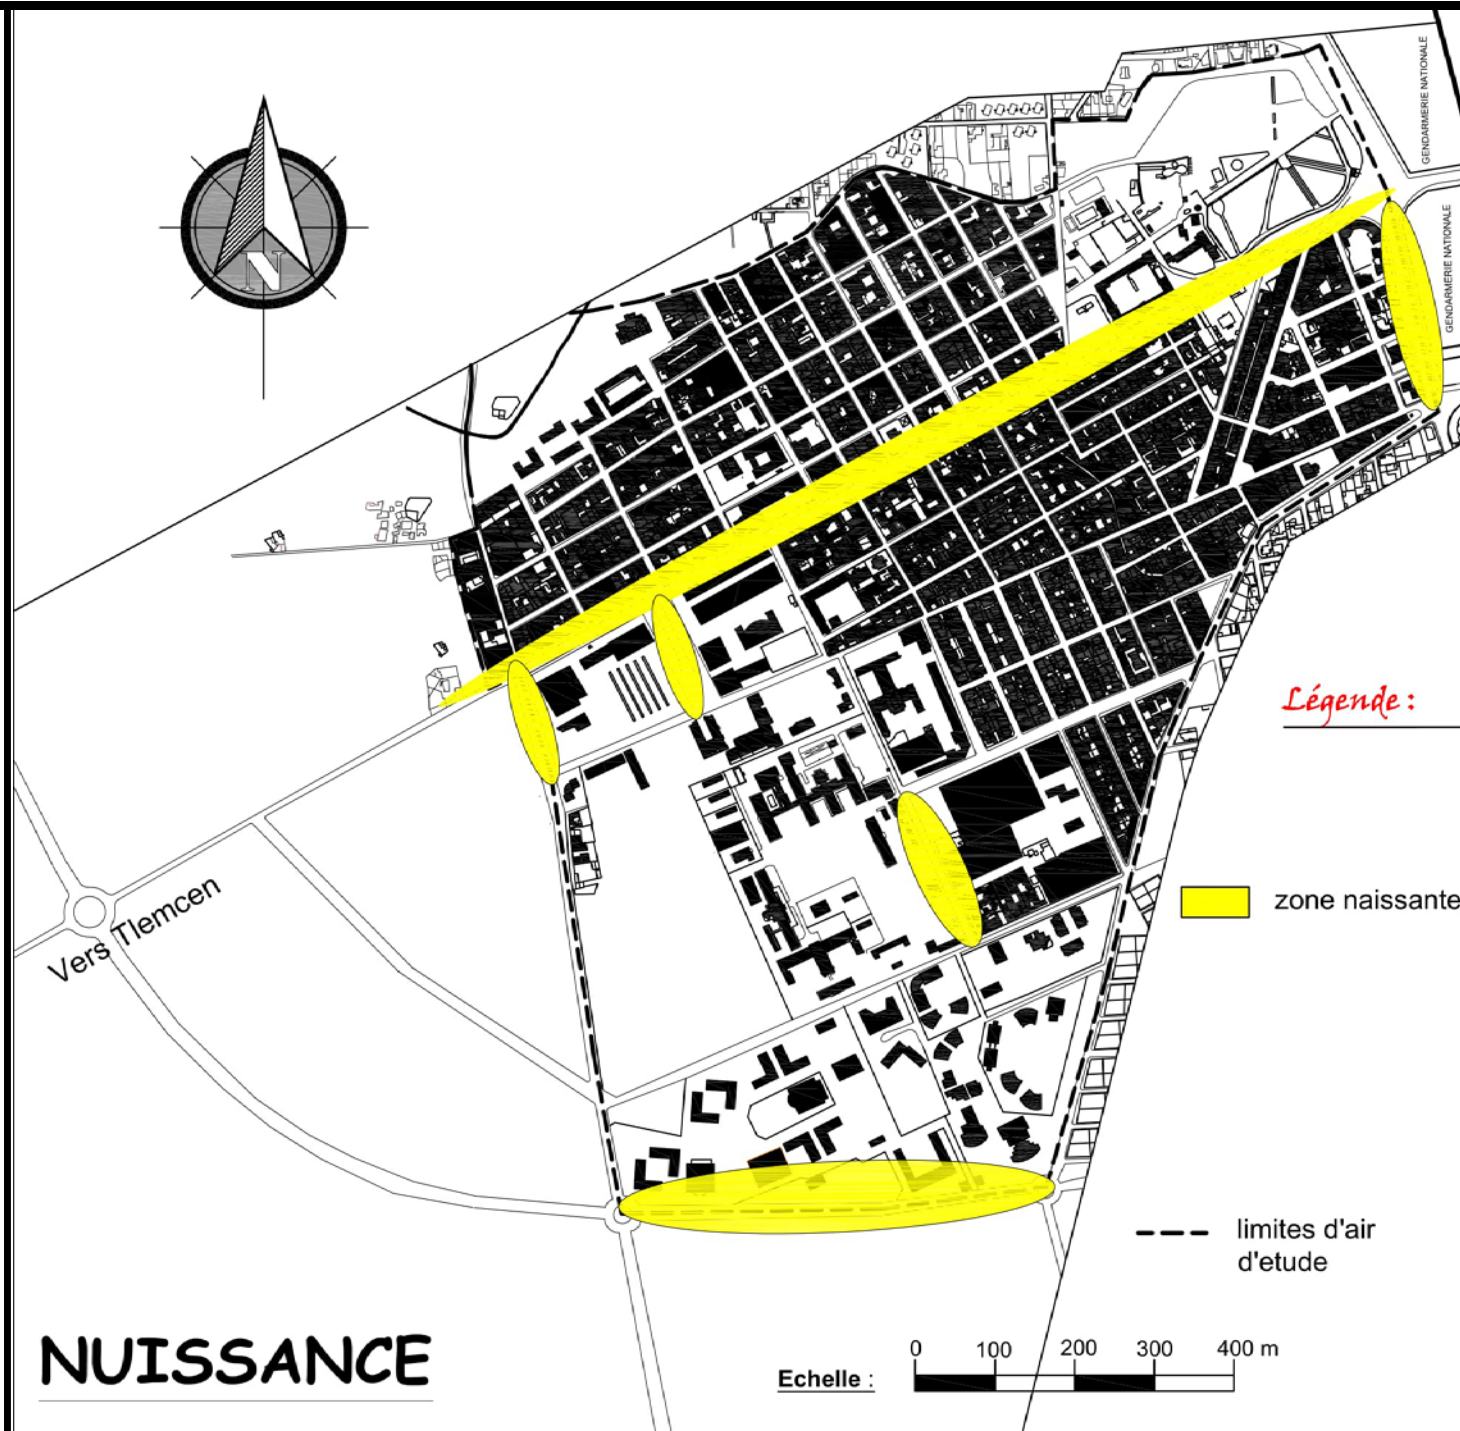 GENDARMERIE NATIONALE
GENDARMERIE NATIONALE
N
Légende :
zone naissante
Vers Tlemcen
limites d'air
d'etude
NUISSANCE
Echelle :
0 100 200 300 400 m